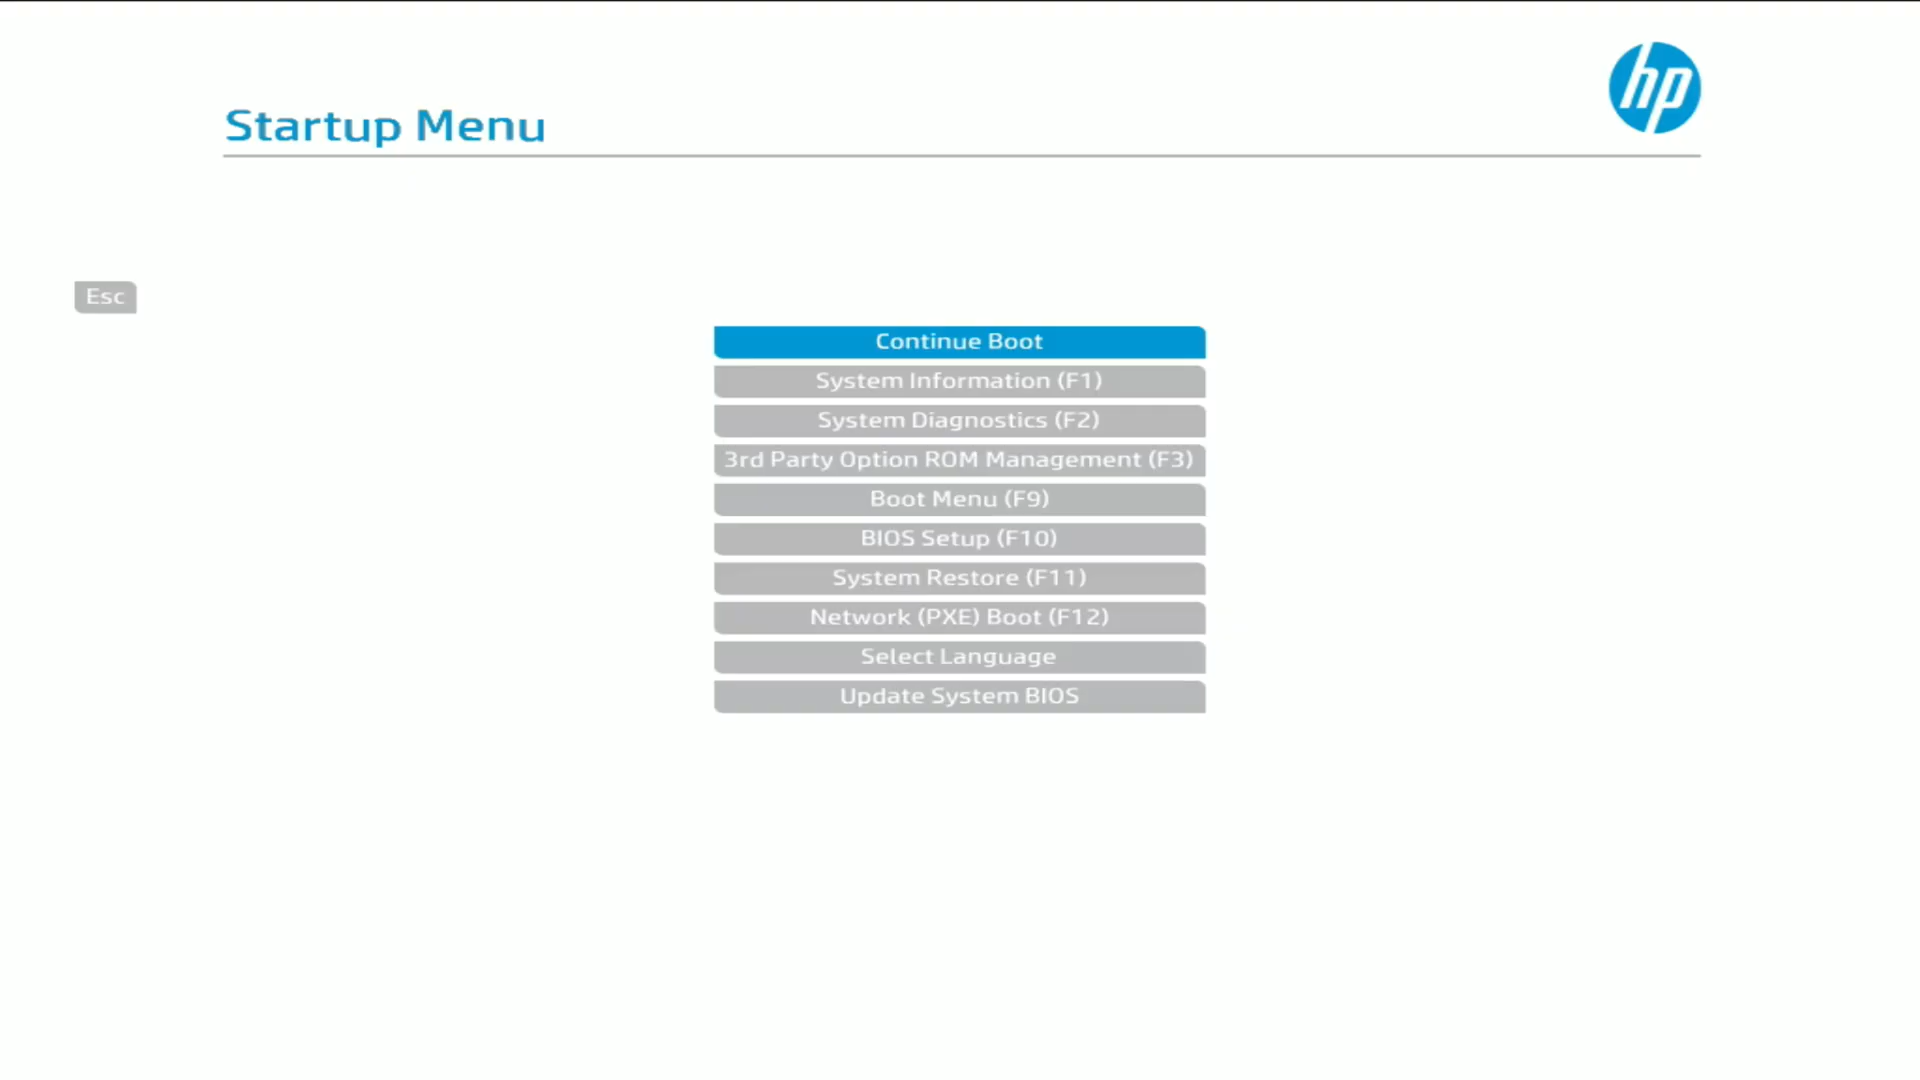 hp
Startup Menu
Esc
Continue Boot
System Information (F1)
System Diagnostics (F2)
3rd Party Option ROM Management (F3)
Boot Menu (F9)
BIOS Setup (F10)
System Restore (F11)
Network (PXE) Boot (F12)
Select Language
Update System BIOS